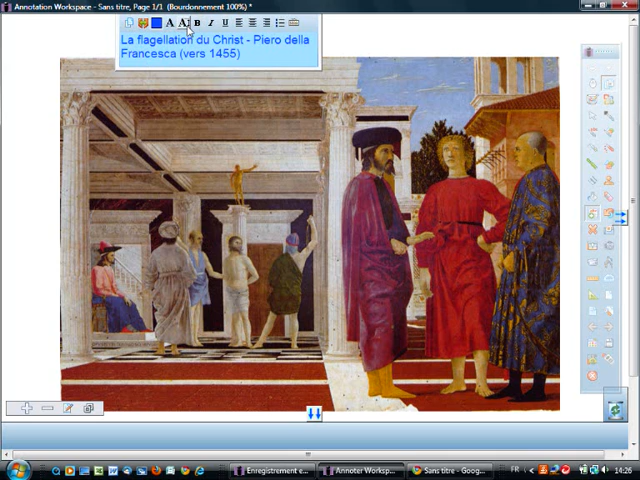 Annotation Workspace - Sans titre, Page 1/1 (Bourdonnement 100%) *
A A B I U
La flagellation du Christ - Piero della
Francesca (vers 1455)
Enregistrement e...
Annoter Worksp...
Sans titre - Goog...
FR
14:26